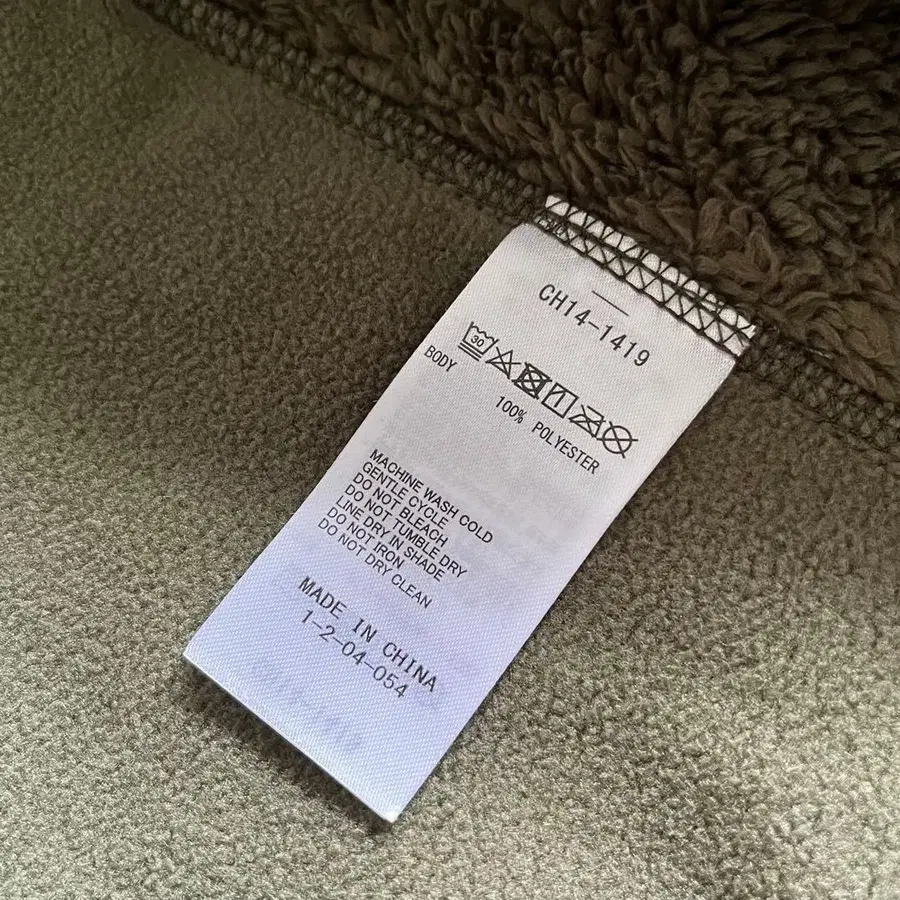 CH14-1419
30
BODY
100% POLYESTER
MACHINE WASH COLD
GENTLE CYCLE
DO NOT BLEACH
DO NOT TUMBLE DRY
LINE DRY IN SHADE
DO NOT IRON
DO NOT DRY CLEAN
MADE IN CHINA
1-2-04-054